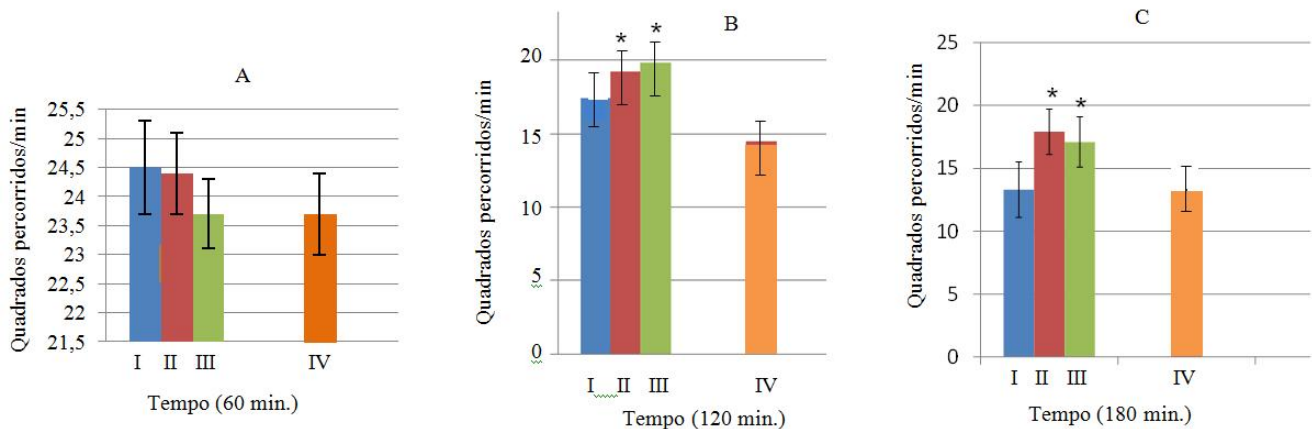 A
Quadrados percorridos/min
25,5
25
24,5
24
23,5
23
22,5
22
21,5
I II III IV
Tempo (60 min.)
B
Quadrados percorridos/min
* *
20
15
10
5
0
I II III IV
Tempo (120 min.)
C
Quadrados percorridos/min
25
* *
20
15
10
5
0
I II III IV
Tempo (180 min.)